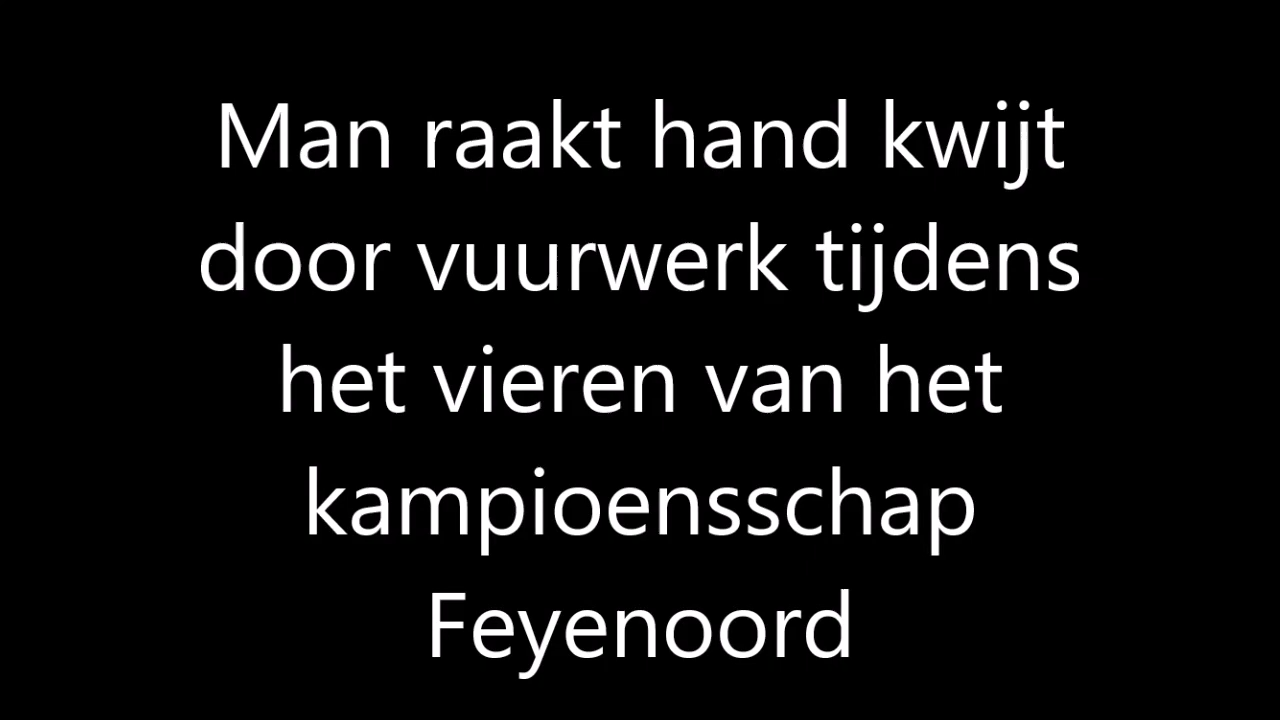 Man raakt hand kwijt
door vuurwerk tijdens
het vieren van het
kampioensschap
Feyenoord